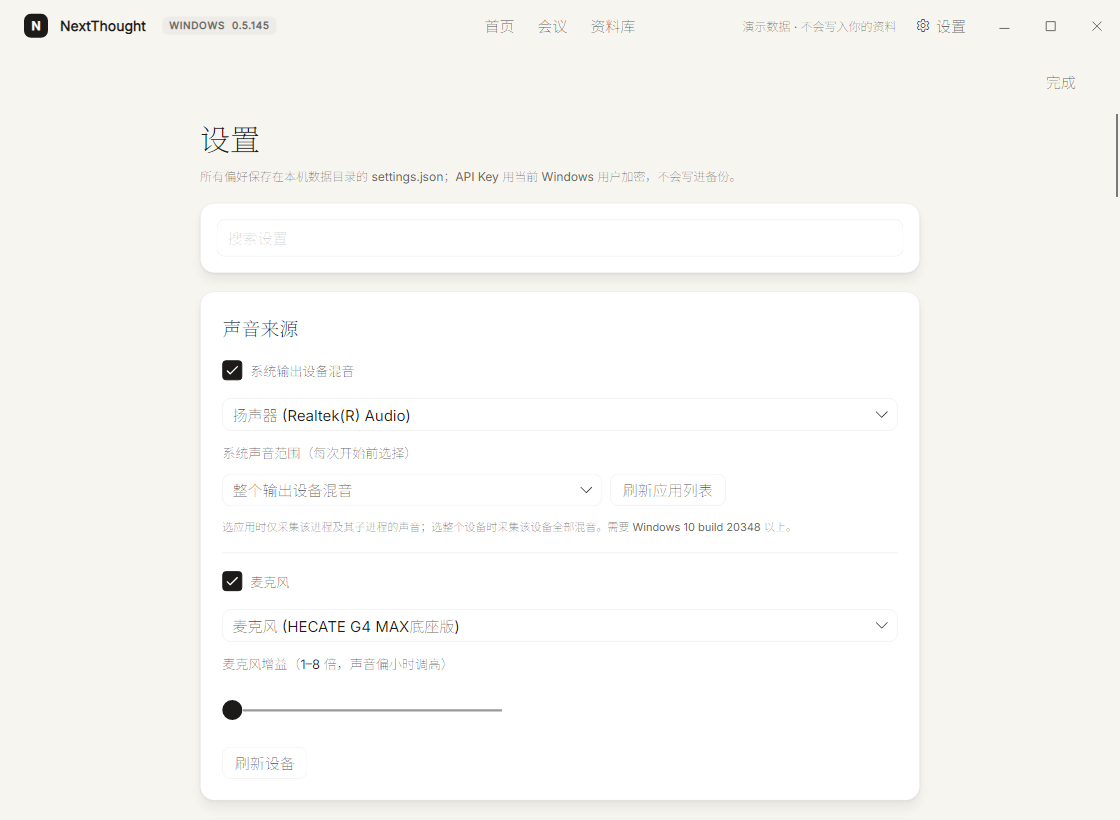 N NextThought WINDOWS 0.5.145 首页 会议 资料库 演示数据 · 不会写入你的资料 设置
完成
设置
所有偏好保存在本机数据目录的 settings.json；API Key 用当前 Windows 用户加密，不会写进备份。
搜索设置
声音来源
系统输出设备混音
扬声器 (Realtek(R) Audio)
系统声音范围（每次开始前选择）
整个输出设备混音 刷新应用列表
选应用时仅采集该进程及其子进程的声音；选整个设备时采集该设备全部混音。需要 Windows 10 build 20348 以上。
麦克风
麦克风 (HECATE G4 MAX底座版)
麦克风增益（1–8 倍，声音偏小时调高）
刷新设备